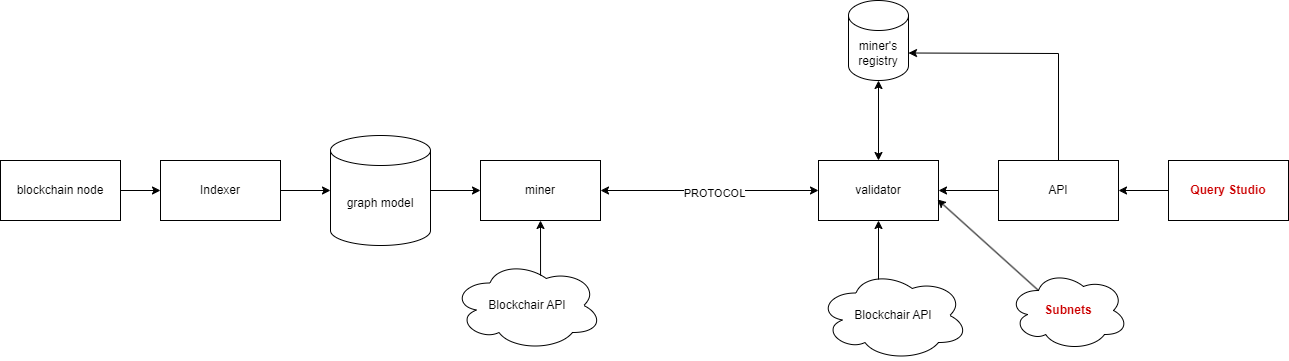 miner's
registry
blockchain node
Indexer
graph model
miner
PROTOCOL
validator
API
Query Studio
Blockchair API
Blockchair API
Subnets